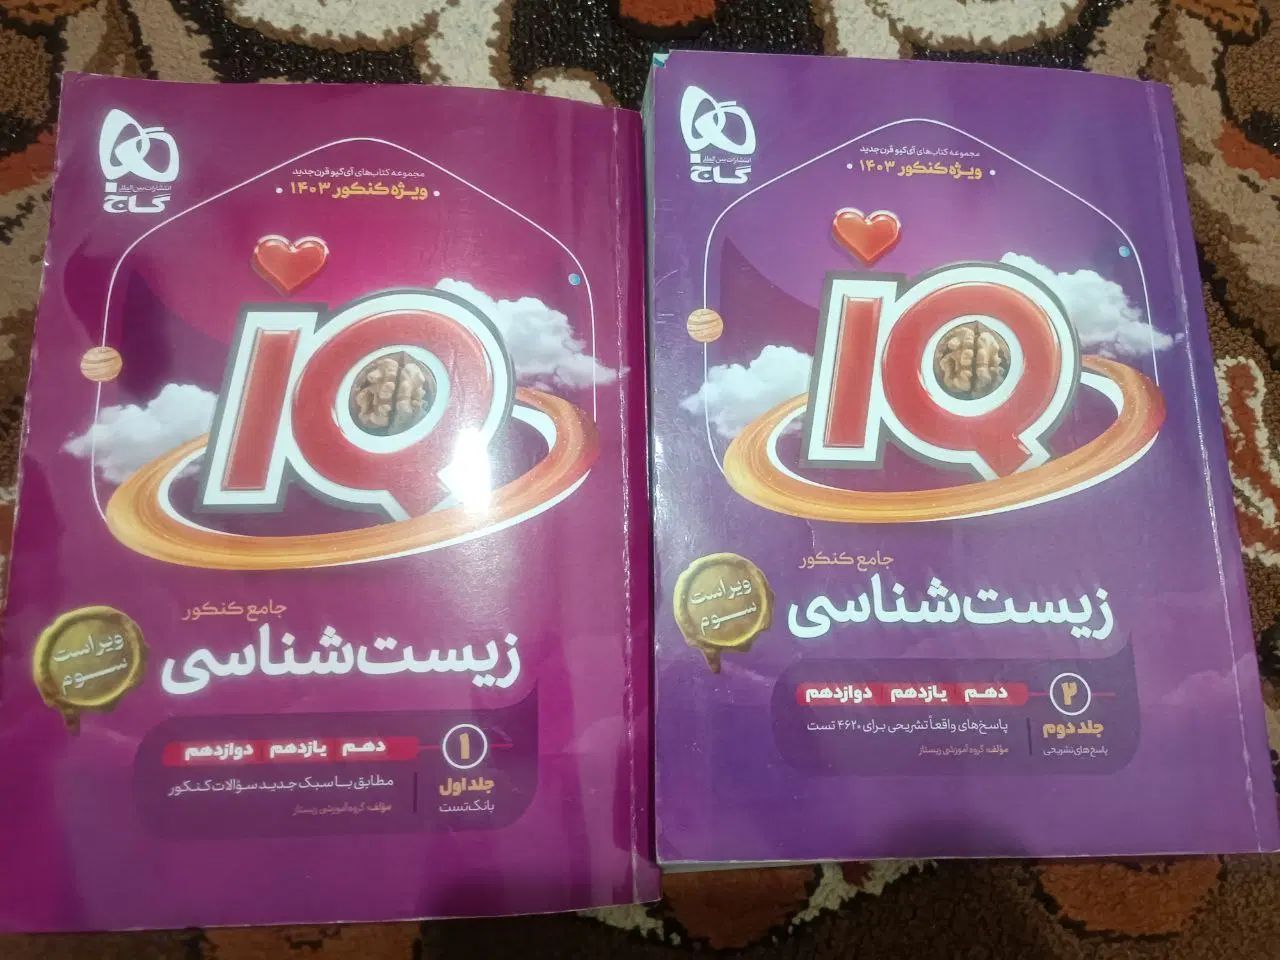 انتشارات بین‌المللی
گاج
مجموعه کتاب‌های آی‌کیو قرن جدید
• ویژه کنکور ۱۴۰۳ •
IQ
جامع کنکور
زیست‌شناسی
ویراست
سوم
۱
جلد اول
بانک تست
دهم یازدهم دوازدهم
مطابق با سبک جدید سؤالات کنکور
مؤلف: گروه آموزشی زیستاز
انتشارات بین‌المللی
گاج
مجموعه کتاب‌های آی‌کیو قرن جدید
• ویژه کنکور ۱۴۰۳ •
IQ
جامع کنکور
زیست‌شناسی
ویراست
سوم
۲
جلد دوم
پاسخ‌های تشریحی
دهم یازدهم دوازدهم
پاسخ‌های واقعاً تشریحی برای ۴۶۲۰ تست
مؤلف: گروه آموزشی زیستاز